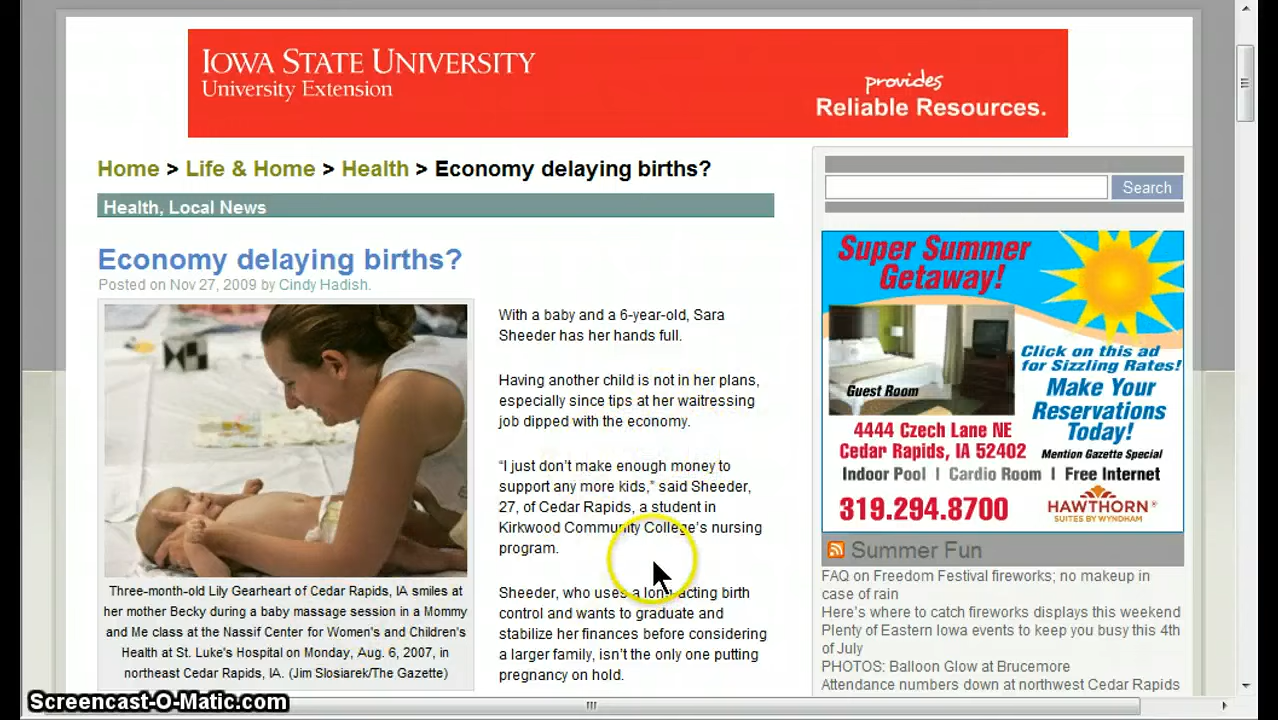 IOWA STATE UNIVERSITY
University Extension
provides
Reliable Resources.
Home > Life & Home > Health > Economy delaying births?
Health, Local News
Economy delaying births?
Posted on Nov 27, 2009 by Cindy Hadish.
Three-month-old Lily Gearheart of Cedar Rapids, IA smiles at
her mother Becky during a baby massage session in a Mommy
and Me class at the Nassif Center for Women's and Children's
Health at St. Luke's Hospital on Monday, Aug. 6, 2007, in
northeast Cedar Rapids, IA. (Jim Slosiarek/The Gazette)
With a baby and a 6-year-old, Sara
Sheeder has her hands full.
Having another child is not in her plans,
especially since tips at her waitressing
job dipped with the economy.
“I just don’t make enough money to
support any more kids,” said Sheeder,
27, of Cedar Rapids, a student in
Kirkwood Community College’s nursing
program.
Sheeder, who uses a long-acting birth
control and wants to graduate and
stabilize her finances before considering
a larger family, isn’t the only one putting
pregnancy on hold.
Search
Super Summer
Getaway!
Guest Room
Click on this ad
for Sizzling Rates!
Make Your
Reservations
Today!
Mention Gazette Special
4444 Czech Lane NE
Cedar Rapids, IA 52402
Indoor Pool | Cardio Room | Free Internet
319.294.8700
HAWTHORN®
SUITES BY WYNDHAM
Summer Fun
FAQ on Freedom Festival fireworks; no makeup in
case of rain
Here’s where to catch fireworks displays this weekend
Plenty of Eastern Iowa events to keep you busy this 4th
of July
PHOTOS: Balloon Glow at Brucemore
Attendance numbers down at northwest Cedar Rapids
Screencast-O-Matic.com